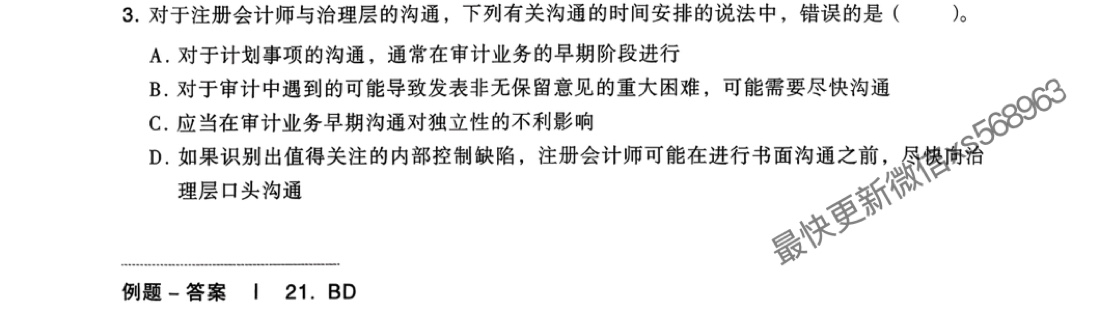 3. 对于注册会计师与治理层的沟通，下列有关沟通的时间安排的说法中，错误的是（　　）。
A. 对于计划事项的沟通，通常在审计业务的早期阶段进行
B. 对于审计中遇到的可能导致发表非无保留意见的重大困难，可能需要尽快沟通
C. 应当在审计业务早期沟通对独立性的不利影响
D. 如果识别出值得关注的内部控制缺陷，注册会计师可能在进行书面沟通之前，尽快向治
理层口头沟通
最快更新微信xs568963
例题－答案　|　21. BD